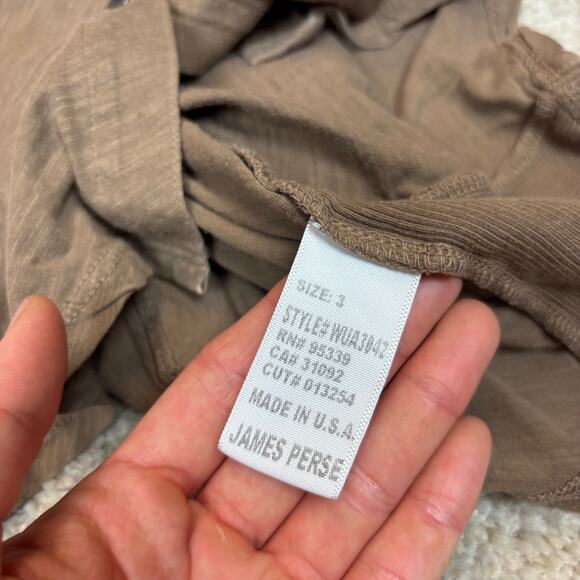 SIZE: 3
STYLE# WUA3042
RN# 95339
CA# 31092
CUT# 013254
MADE IN U.S.A.
JAMES PERSE